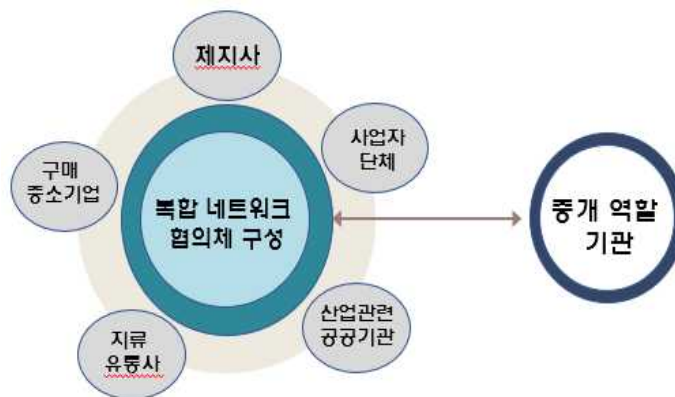 제지사
사업자
단체
구매
중소기업
복합 네트워크
협의체 구성
중개 역할
기관
산업관련
공공기관
지류
유통사